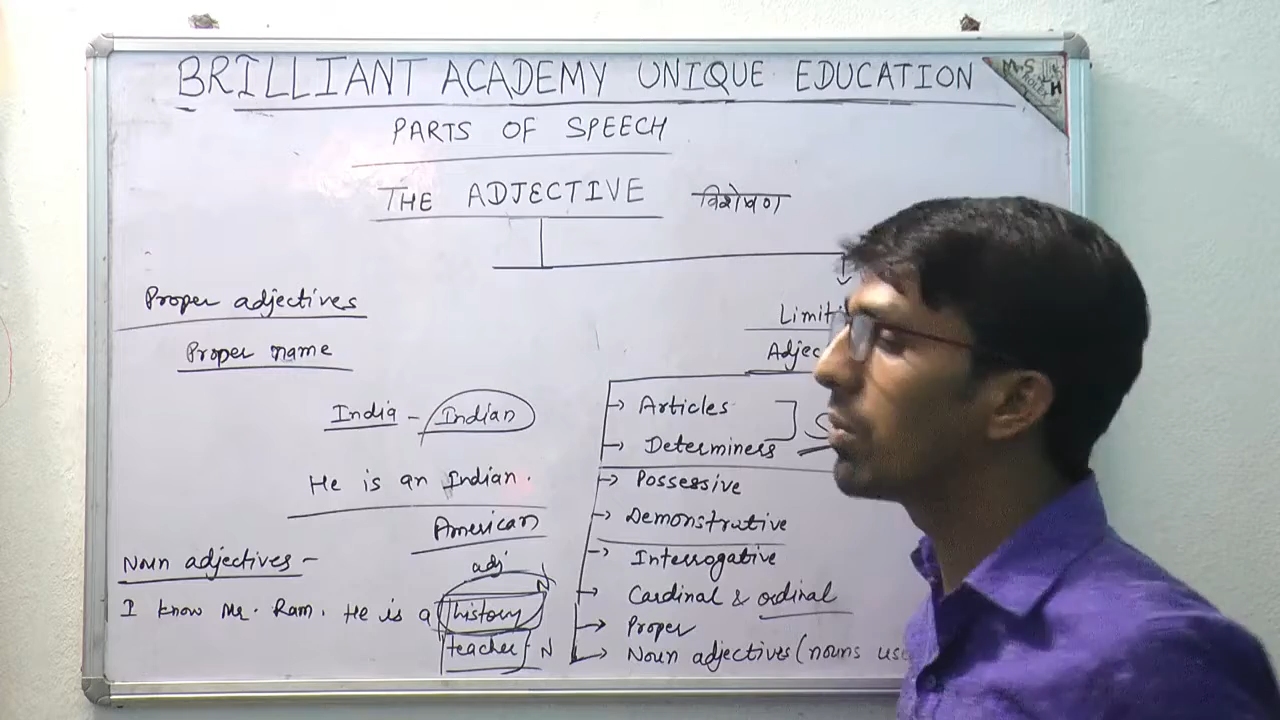 BRILLIANT ACADEMY UNIQUE EDUCATION
PARTS OF SPEECH
THE ADJECTIVE विशेषण
Proper adjectives
Proper name
India - Indian
He is an Indian.
American
Noun adjectives -
adj
N
I know Mr. Ram. He is a history
teacher N
Articles
Determiners
Possessive
Demonstrative
Interrogative
Cardinal & ordinal
Proper
Noun adjectives (nouns